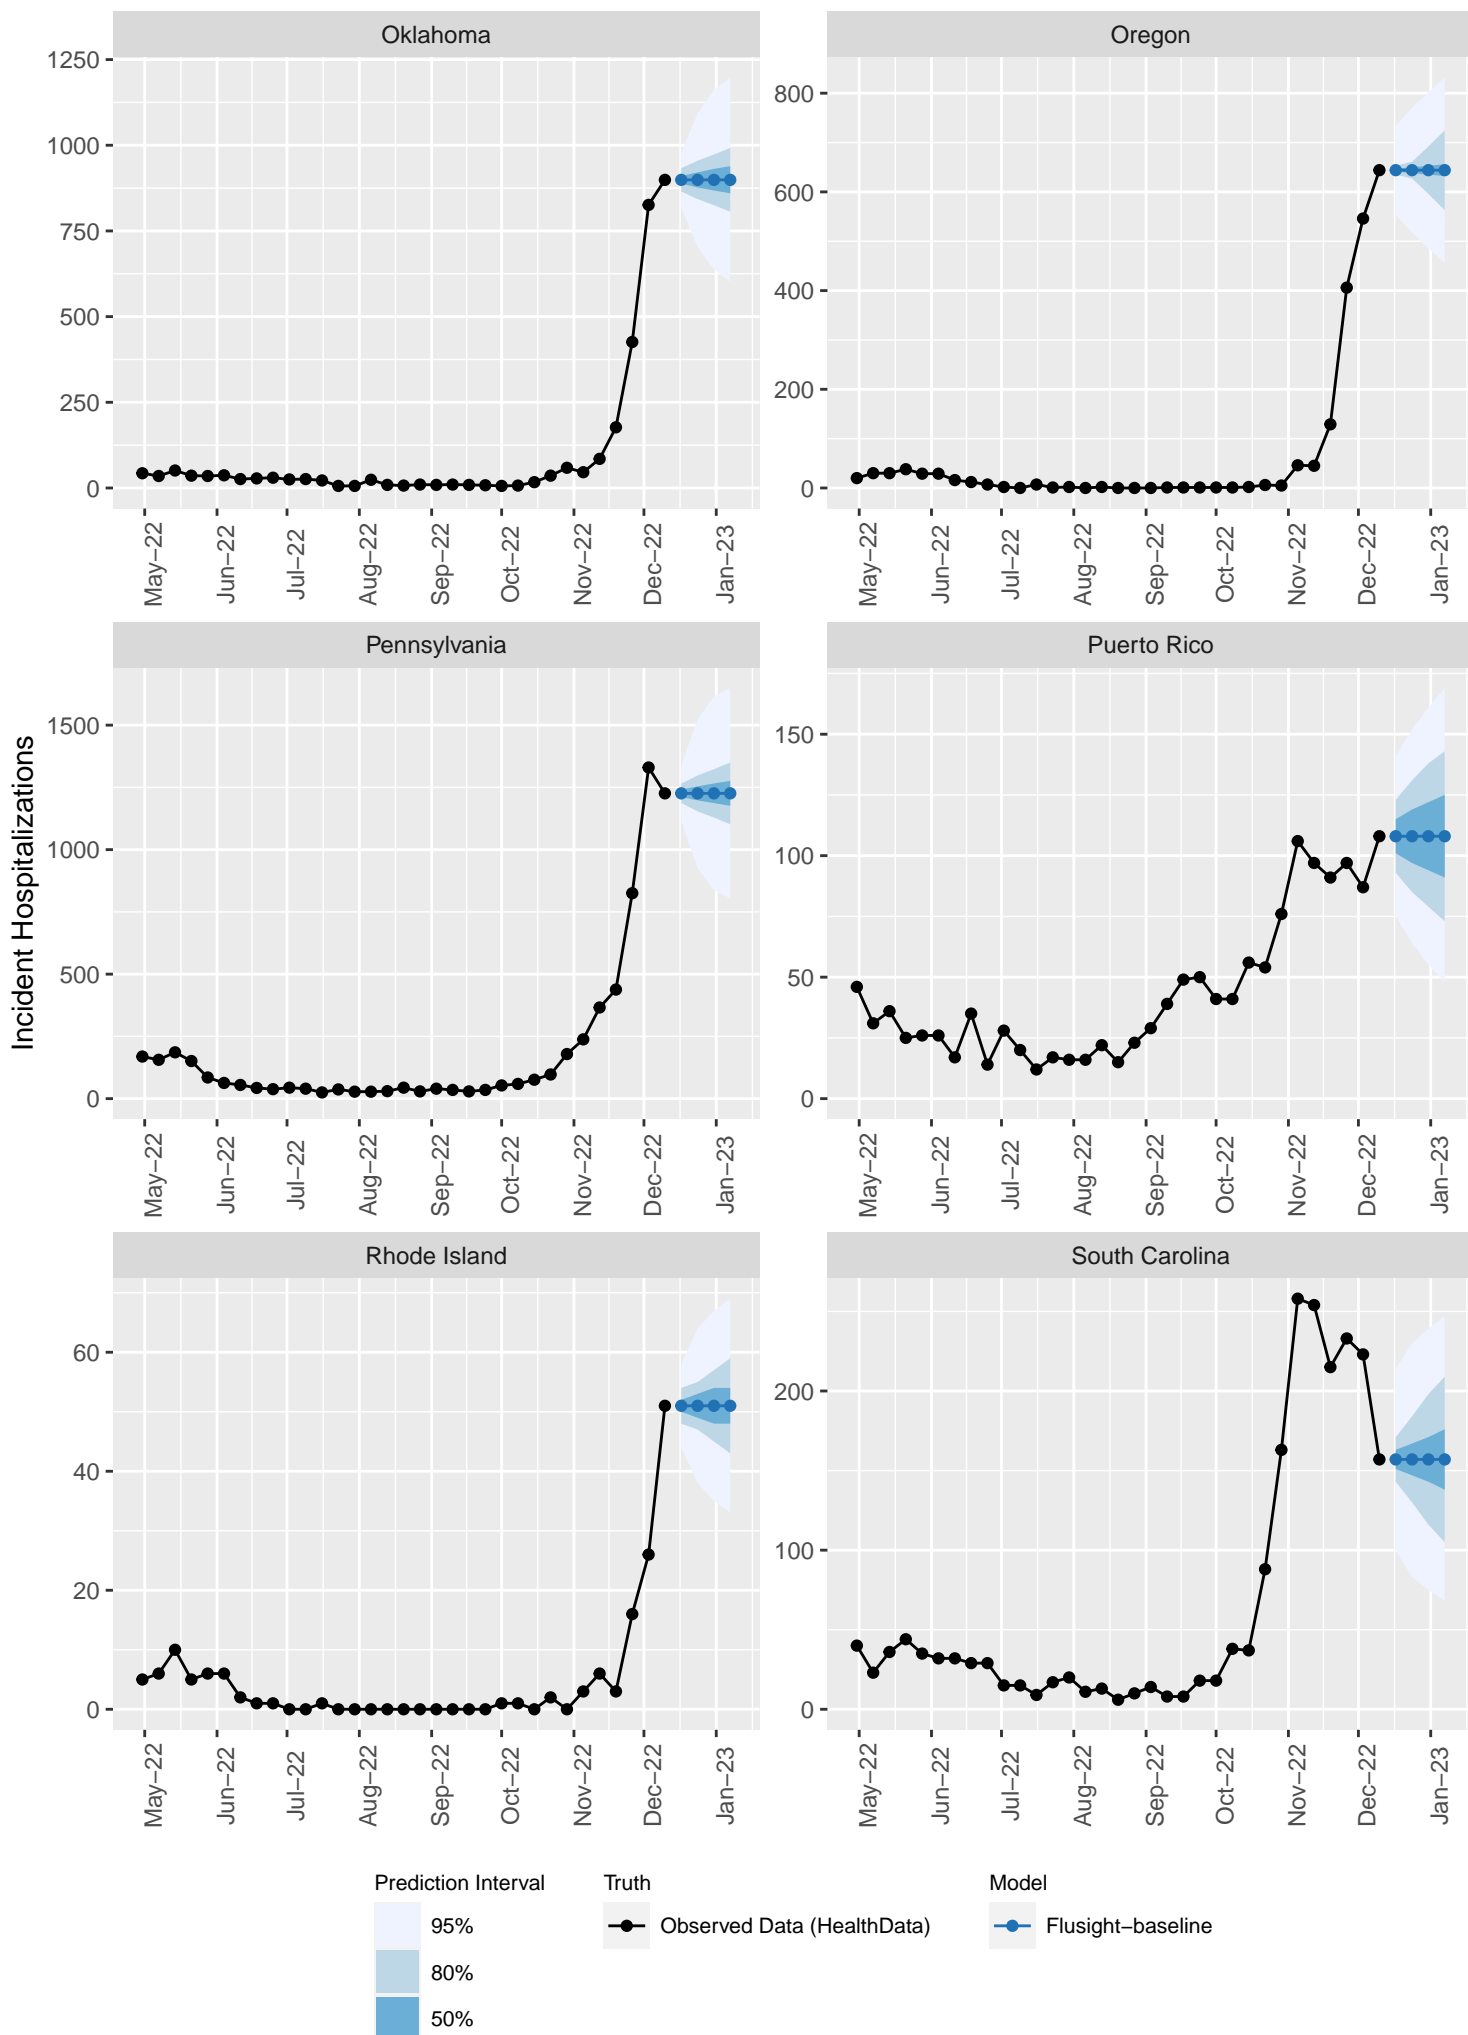 Oklahoma
1250
1000
750
500
250
0
May−22
Jun−22
Jul−22
Aug−22
Sep−22
Oct−22
Nov−22
Dec−22
Jan−23
Oregon
800
600
400
200
0
May−22
Jun−22
Jul−22
Aug−22
Sep−22
Oct−22
Nov−22
Dec−22
Jan−23
Incident Hospitalizations
Pennsylvania
1500
1000
500
0
May−22
Jun−22
Jul−22
Aug−22
Sep−22
Oct−22
Nov−22
Dec−22
Jan−23
Puerto Rico
150
100
50
0
May−22
Jun−22
Jul−22
Aug−22
Sep−22
Oct−22
Nov−22
Dec−22
Jan−23
Rhode Island
60
40
20
0
May−22
Jun−22
Jul−22
Aug−22
Sep−22
Oct−22
Nov−22
Dec−22
Jan−23
South Carolina
200
100
0
May−22
Jun−22
Jul−22
Aug−22
Sep−22
Oct−22
Nov−22
Dec−22
Jan−23
Prediction Interval
95%
80%
50%
Truth
Observed Data (HealthData)
Model
Flusight−baseline